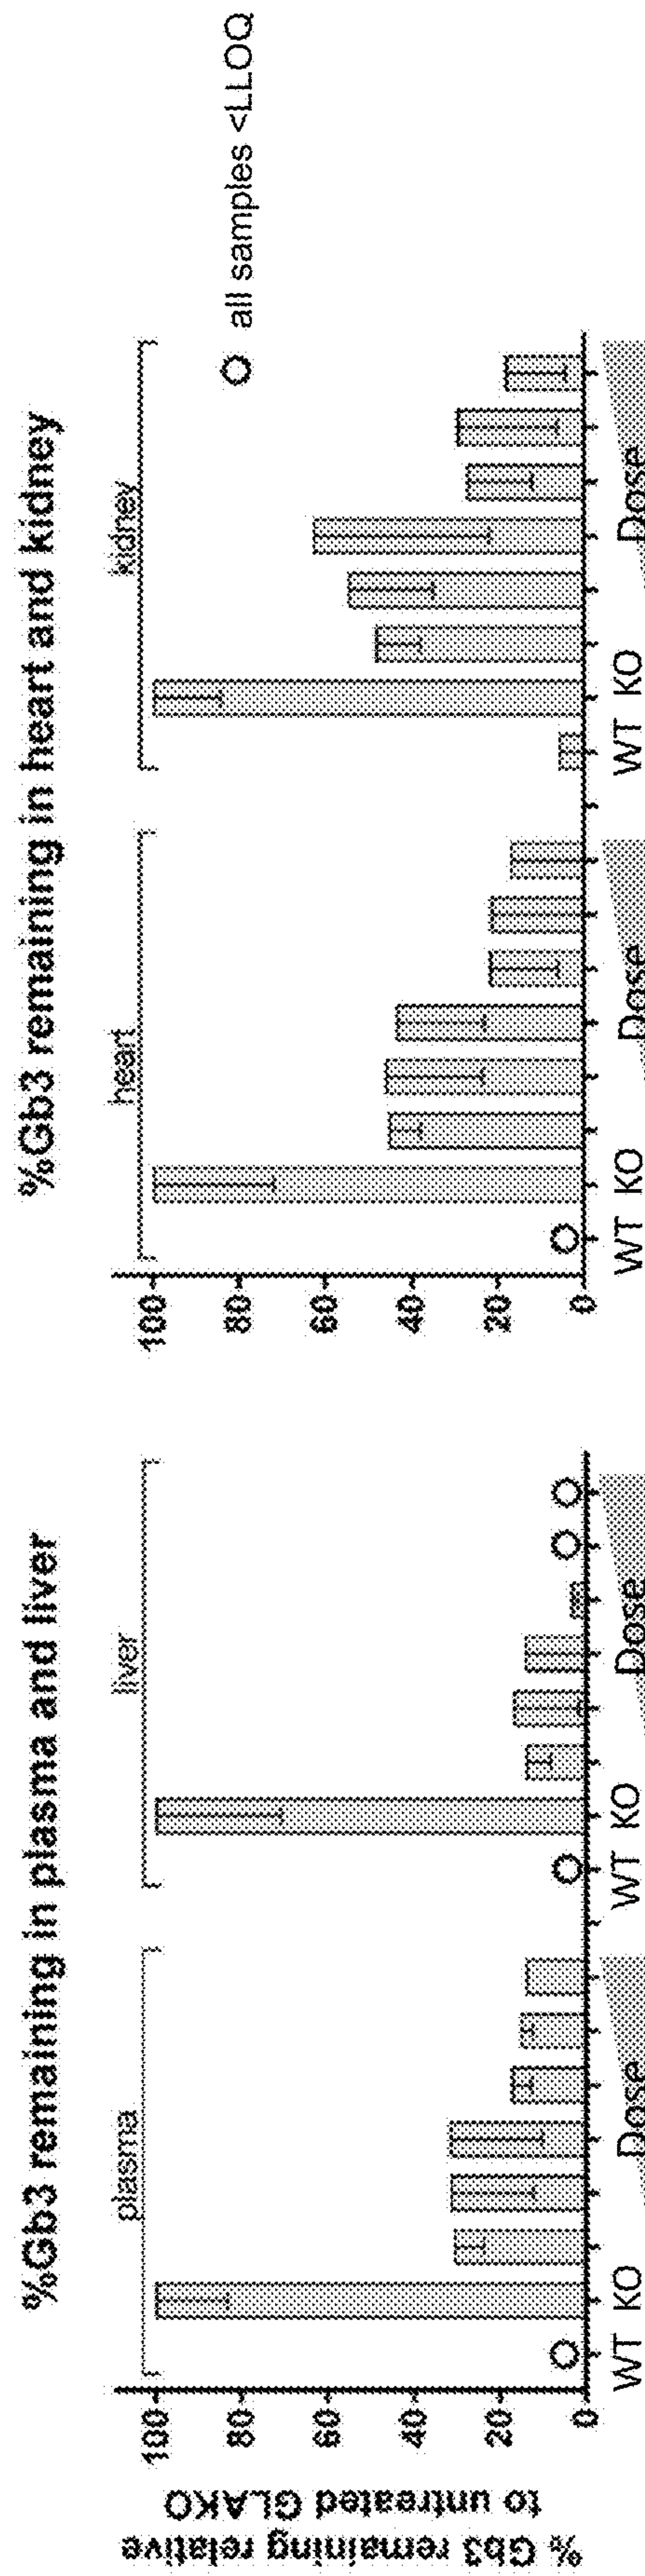 %Gb3 remaining in plasma and liver
% Gb3 remaining relative
to untreated GLAKO
100
80
60
40
20
0
plasma
liver
WT KO
Dose
WT KO
Dose
%Gb3 remaining in heart and kidney
100
80
60
40
20
0
heart
kidney
WT KO
Dose
WT KO
Dose
all samples <LLOQ